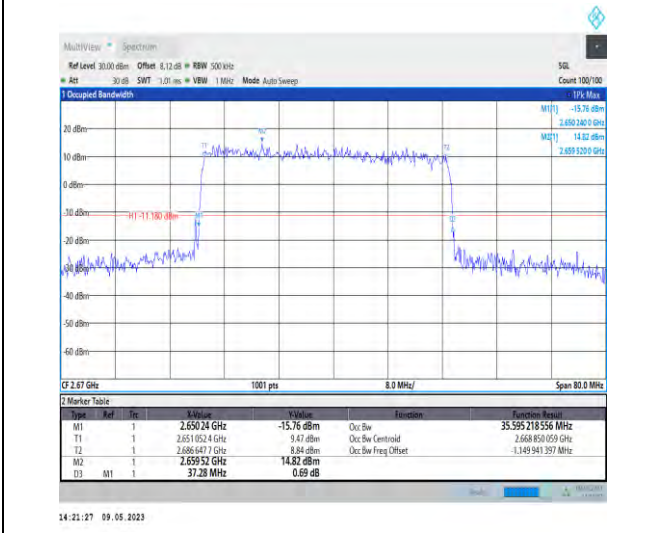 MultiView Spectrum
Ref Level 30.00 dBm Offset 8.12 dB RBW 500 kHz SGL
Att 30 dB SWT 1.01 ms VBW 1 MHz Mode Auto Sweep Count 100/100
1 Occupied Bandwidth 1Pk Max
M1[1] -15.76 dBm
2.650 240 0 GHz
M2[1] 14.82 dBm
2.659 520 0 GHz
20 dBm
M2
T1 T2
10 dBm
0 dBm
-10 dBm
H1 -11.180 dBm
M1
D3
-20 dBm
-30 dBm
-40 dBm
-50 dBm
-60 dBm
CF 2.67 GHz 1001 pts 8.0 MHz/ Span 80.0 MHz
2 Marker Table
Type Ref Trc X-Value Y-Value Function Function Result
M1 1 2.65024 GHz -15.76 dBm Occ Bw 35.595 218 556 MHz
T1 1 2.651 052 4 GHz 9.47 dBm Occ Bw Centroid 2.668 850 059 GHz
T2 1 2.686 647 7 GHz 8.84 dBm Occ Bw Freq Offset -1.149 941 397 MHz
M2 1 2.659 52 GHz 14.82 dBm
D3 M1 1 37.28 MHz 0.69 dB
14:21:27 09.05.2023